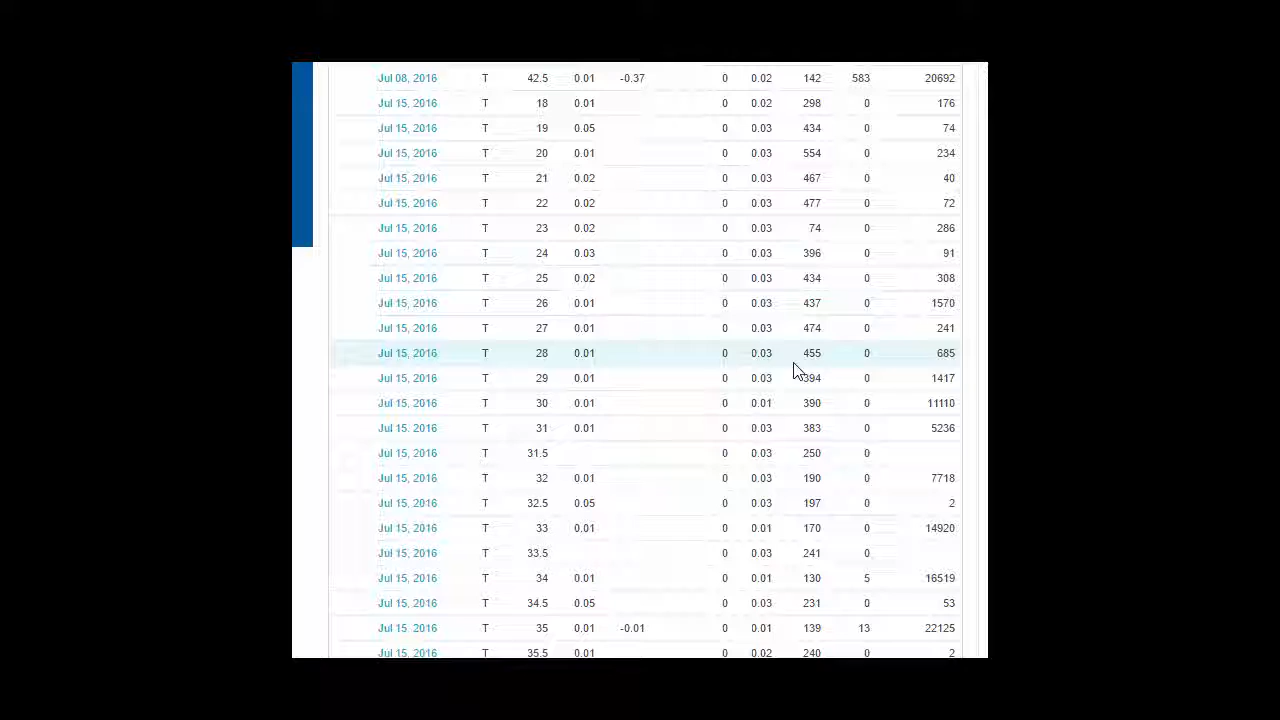 Jul 08, 2016 T 42.5 0.01 -0.37 0 0.02 142 583 20692
Jul 15, 2016 T 18 0.01 0 0.02 298 0 176
Jul 15, 2016 T 19 0.05 0 0.03 434 0 74
Jul 15, 2016 T 20 0.01 0 0.03 554 0 234
Jul 15, 2016 T 21 0.02 0 0.03 467 0 40
Jul 15, 2016 T 22 0.02 0 0.03 477 0 72
Jul 15, 2016 T 23 0.02 0 0.03 74 0 286
Jul 15, 2016 T 24 0.03 0 0.03 396 0 91
Jul 15, 2016 T 25 0.02 0 0.03 434 0 308
Jul 15, 2016 T 26 0.01 0 0.03 437 0 1570
Jul 15, 2016 T 27 0.01 0 0.03 474 0 241
Jul 15, 2016 T 28 0.01 0 0.03 455 0 685
Jul 15, 2016 T 29 0.01 0 0.03 394 0 1417
Jul 15, 2016 T 30 0.01 0 0.01 390 0 11110
Jul 15, 2016 T 31 0.01 0 0.03 383 0 5236
Jul 15, 2016 T 31.5 0 0.03 250 0
Jul 15, 2016 T 32 0.01 0 0.03 190 0 7718
Jul 15, 2016 T 32.5 0.05 0 0.03 197 0 2
Jul 15, 2016 T 33 0.01 0 0.01 170 0 14920
Jul 15, 2016 T 33.5 0 0.03 241 0
Jul 15, 2016 T 34 0.01 0 0.01 130 5 16519
Jul 15, 2016 T 34.5 0.05 0 0.03 231 0 53
Jul 15, 2016 T 35 0.01 -0.01 0 0.01 139 13 22125
Jul 15, 2016 T 35.5 0.01 0 0.02 240 0 2